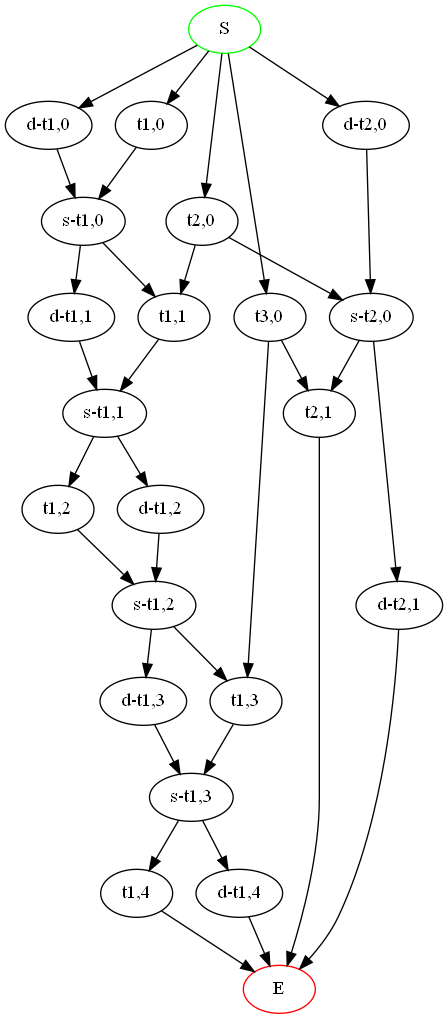 S
d-t1,0
t1,0
d-t2,0
s-t1,0
t2,0
d-t1,1
t1,1
t3,0
s-t2,0
s-t1,1
t2,1
t1,2
d-t1,2
s-t1,2
d-t2,1
d-t1,3
t1,3
s-t1,3
t1,4
d-t1,4
E